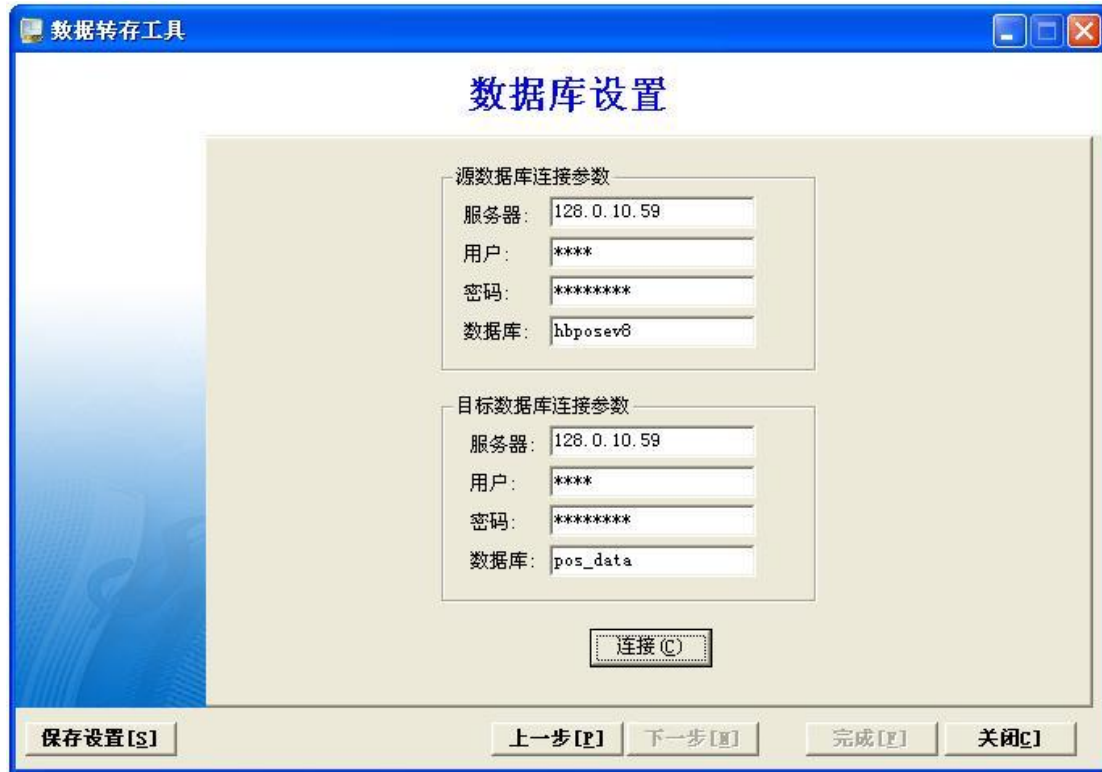 数据转存工具
数据库设置
源数据库连接参数
服务器: 128.0.10.59
用户: ****
密码: ********
数据库: hbposev8
目标数据库连接参数
服务器: 128.0.10.59
用户: ****
密码: ********
数据库: pos_data
连接(C)
保存设置[S] 上一步[P] 下一步[N] 完成[F] 关闭C]